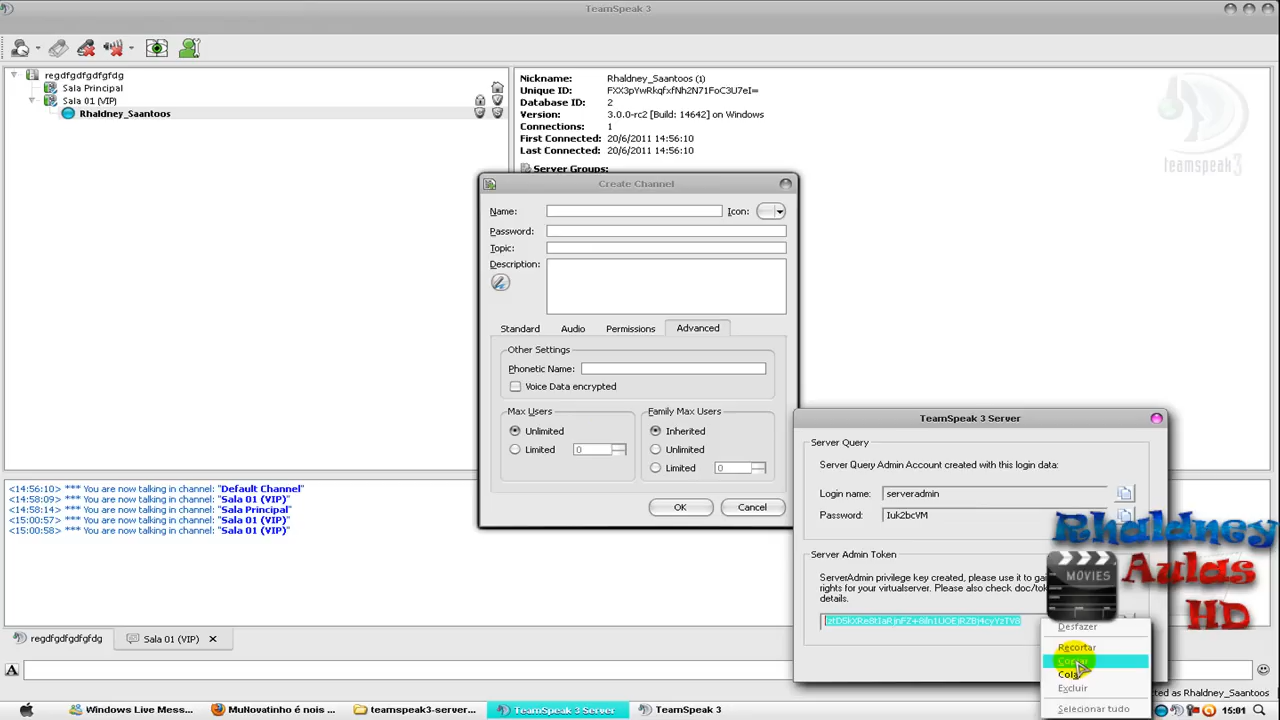 TeamSpeak 3
regdfgdfgdfgfdg
Sala Principal
Sala 01 (VIP)
Rhaldney_Saantoos
Nickname: Rhaldney_Saantoos (1)
Unique ID: FXX3pYwRkqfxfNh2N71FoC3U7eI=
Database ID: 2
Version: 3.0.0-rc2 [Build: 14642] on Windows
Connections: 1
First Connected: 20/6/2011 14:56:10
Last Connected: 20/6/2011 14:56:10
Server Groups:
teamspeak3
Create Channel
Name:
Icon:
Password:
Topic:
Description:
Standard Audio Permissions Advanced
Other Settings
Phonetic Name:
Voice Data encrypted
Max Users
Unlimited
Limited 0
Family Max Users
Inherited
Unlimited
Limited 0
OK Cancel
TeamSpeak 3 Server
Server Query
Server Query Admin Account created with this login data:
Login name: serveradmin
Password: Iuk2bcVM
Server Admin Token
ServerAdmin privilege key created, please use it to
rights for your virtualserver. Please also check
details.
Desfazer
Recortar
Copiar
Colar
Excluir
Selecionar tudo
MOVIES
Rhaldney
Aulas
HD
<14:56:10> *** You are now talking in channel: "Default Channel"
<14:58:09> *** You are now talking in channel: "Sala 01 (VIP)"
<14:58:14> *** You are now talking in channel: "Sala Principal"
<15:00:57> *** You are now talking in channel: "Sala 01 (VIP)"
<15:00:58> *** You are now talking in channel: "Sala 01 (VIP)"
regdfgdfgdfgfdg
Sala 01 (VIP)
as Rhaldney_Saantoos
Windows Live Mess...
MuNovatinho é nois ...
teamspeak3-server...
TeamSpeak 3 Server
TeamSpeak 3
15:01